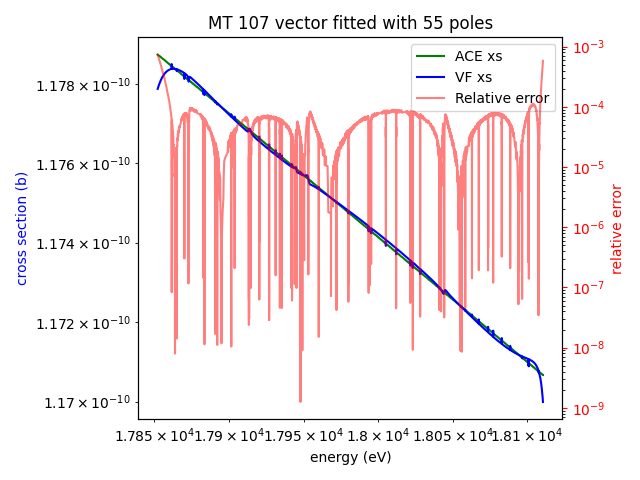 MT 107 vector fitted with 55 poles
ACE xs
VF xs
Relative error
cross section (b)
1.178 × 10⁻¹⁰
1.176 × 10⁻¹⁰
1.174 × 10⁻¹⁰
1.172 × 10⁻¹⁰
1.17 × 10⁻¹⁰
10⁻³
10⁻⁴
10⁻⁵
10⁻⁶
10⁻⁷
10⁻⁸
10⁻⁹
relative error
1.785 × 10⁴ 1.79 × 10⁴ 1.795 × 10⁴ 1.8 × 10⁴ 1.805 × 10⁴ 1.81 × 10⁴
energy (eV)